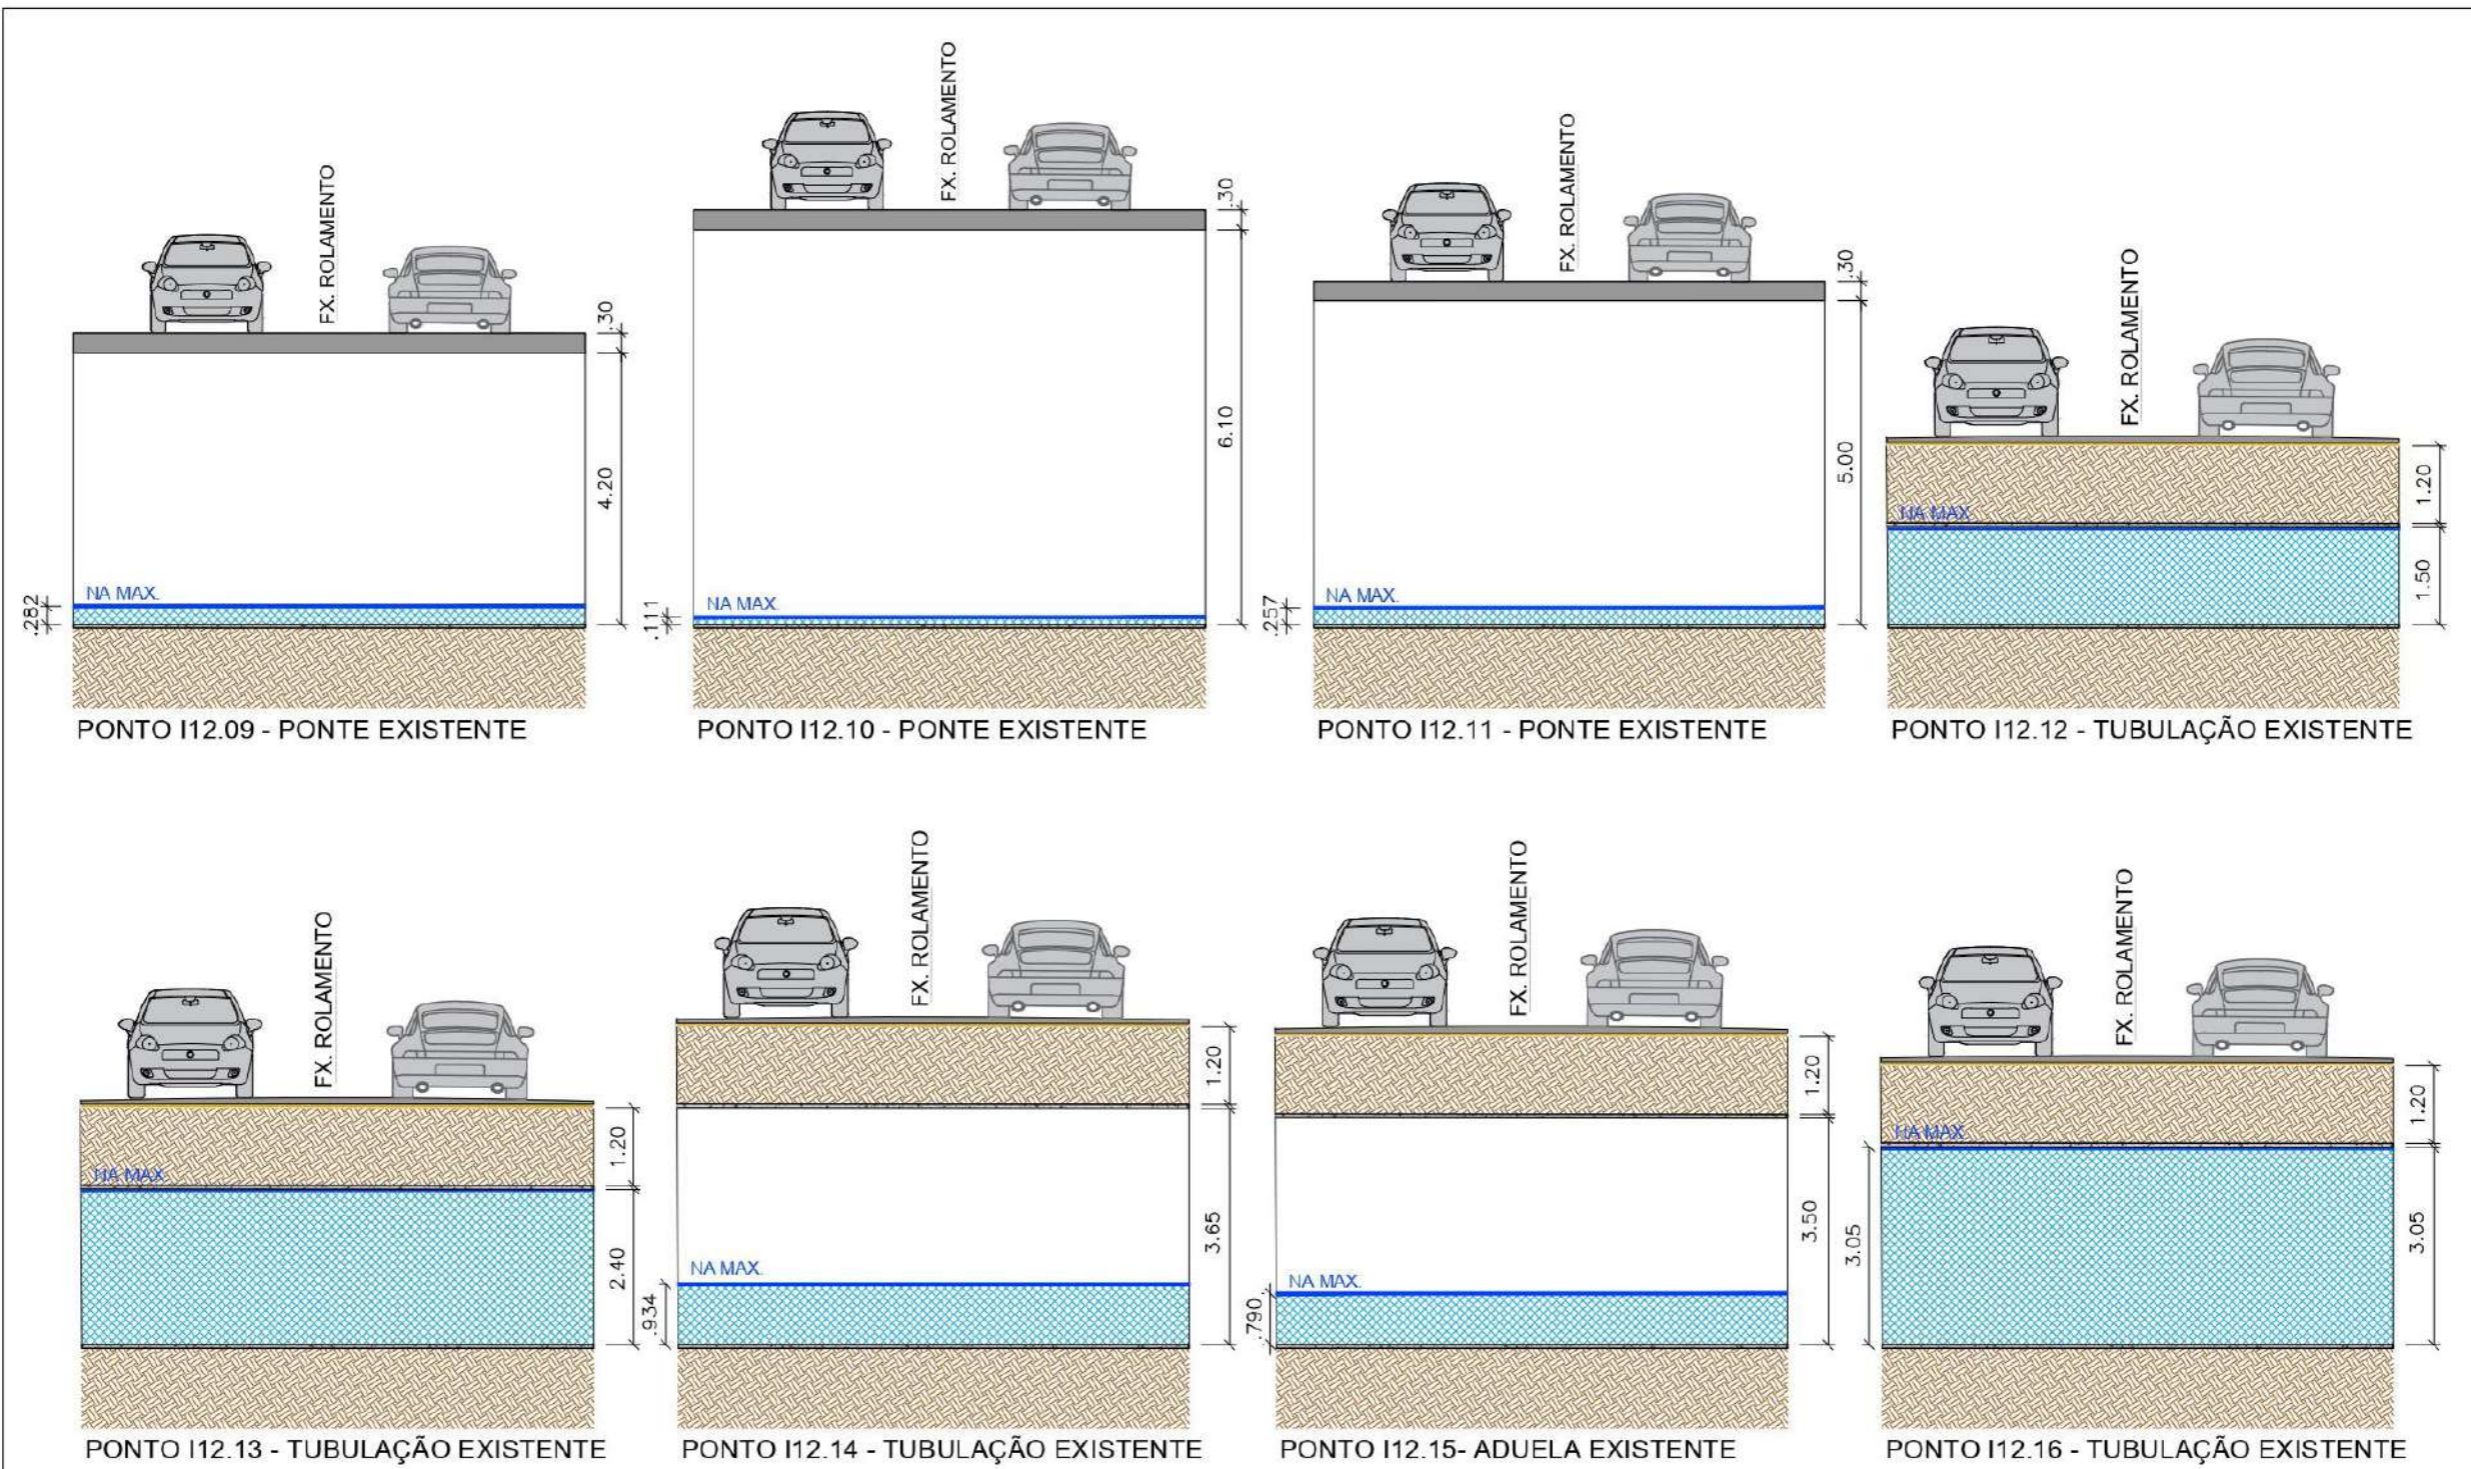 FX. ROLAMENTO
.30
4.20
NA MAX.
.282
PONTO I12.09 - PONTE EXISTENTE
FX. ROLAMENTO
.30
6.10
NA MAX.
.111
PONTO I12.10 - PONTE EXISTENTE
FX. ROLAMENTO
.30
5.00
NA MAX.
.257
PONTO I12.11 - PONTE EXISTENTE
FX. ROLAMENTO
1.20
NA MAX.
1.50
PONTO I12.12 - TUBULAÇÃO EXISTENTE
FX. ROLAMENTO
1.20
NA MAX.
2.40
PONTO I12.13 - TUBULAÇÃO EXISTENTE
FX. ROLAMENTO
1.20
3.65
NA MAX.
.934
PONTO I12.14 - TUBULAÇÃO EXISTENTE
FX. ROLAMENTO
1.20
3.50
NA MAX.
.790
PONTO I12.15- ADUELA EXISTENTE
FX. ROLAMENTO
1.20
NA MAX.
3.05
3.05
PONTO I12.16 - TUBULAÇÃO EXISTENTE